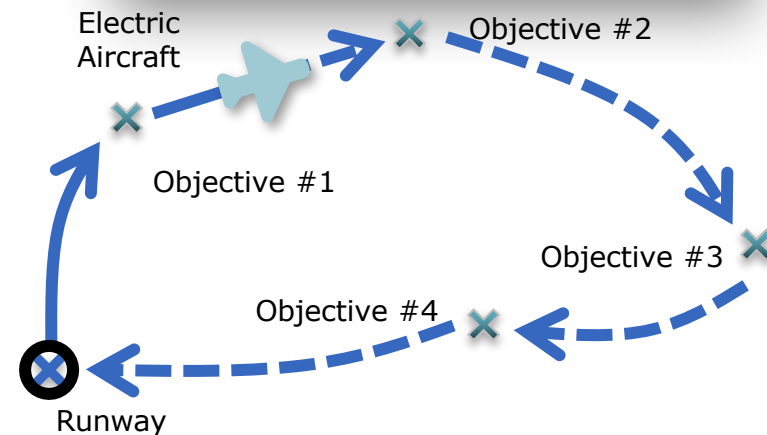 Electric
Aircraft
Objective #2
Objective #1
Objective #3
Objective #4
Runway